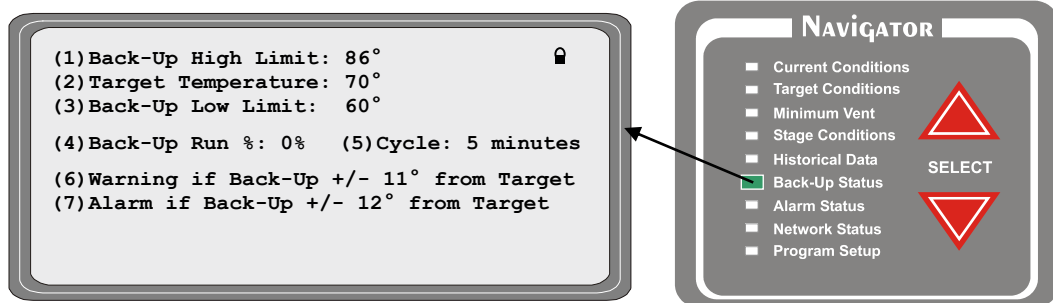 (1)Back-Up High Limit: 86°
(2)Target Temperature: 70°
(3)Back-Up Low Limit: 60°
(4)Back-Up Run %: 0% (5)Cycle: 5 minutes
(6)Warning if Back-Up +/- 11° from Target
(7)Alarm if Back-Up +/- 12° from Target
NAVIGATOR
Current Conditions
Target Conditions
Minimum Vent
Stage Conditions
Historical Data
Back-Up Status
Alarm Status
Network Status
Program Setup
SELECT